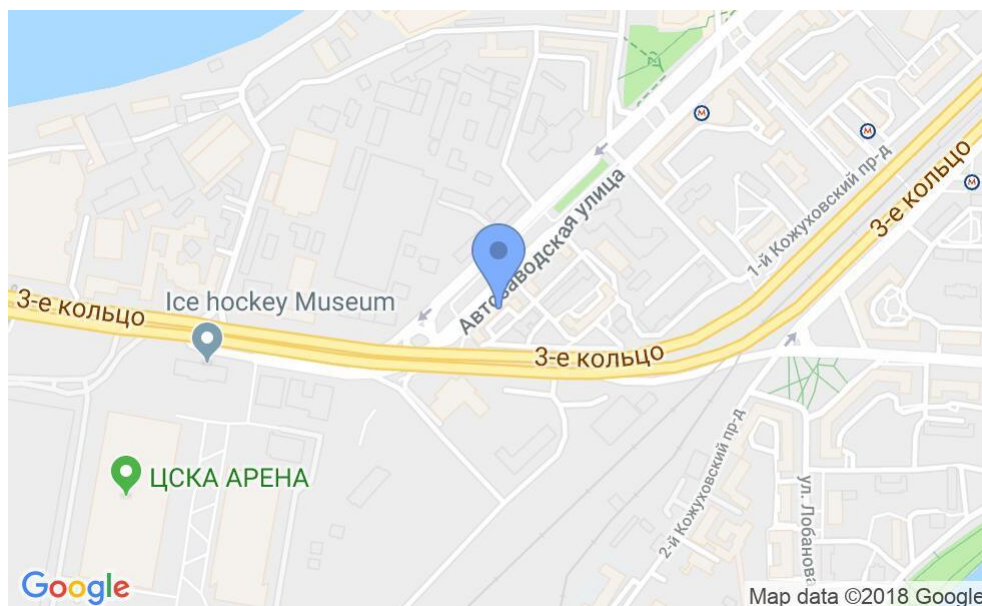 М
М
М
Автозаводская улица
1-й Кожуховский пр-д
3-е кольцо
3-е кольцо
Ice hockey Museum
3-е кольцо
ЦСКА АРЕНА
2-й Кожуховский пр-д
ул. Лобанова
Google
Map data ©2018 Google